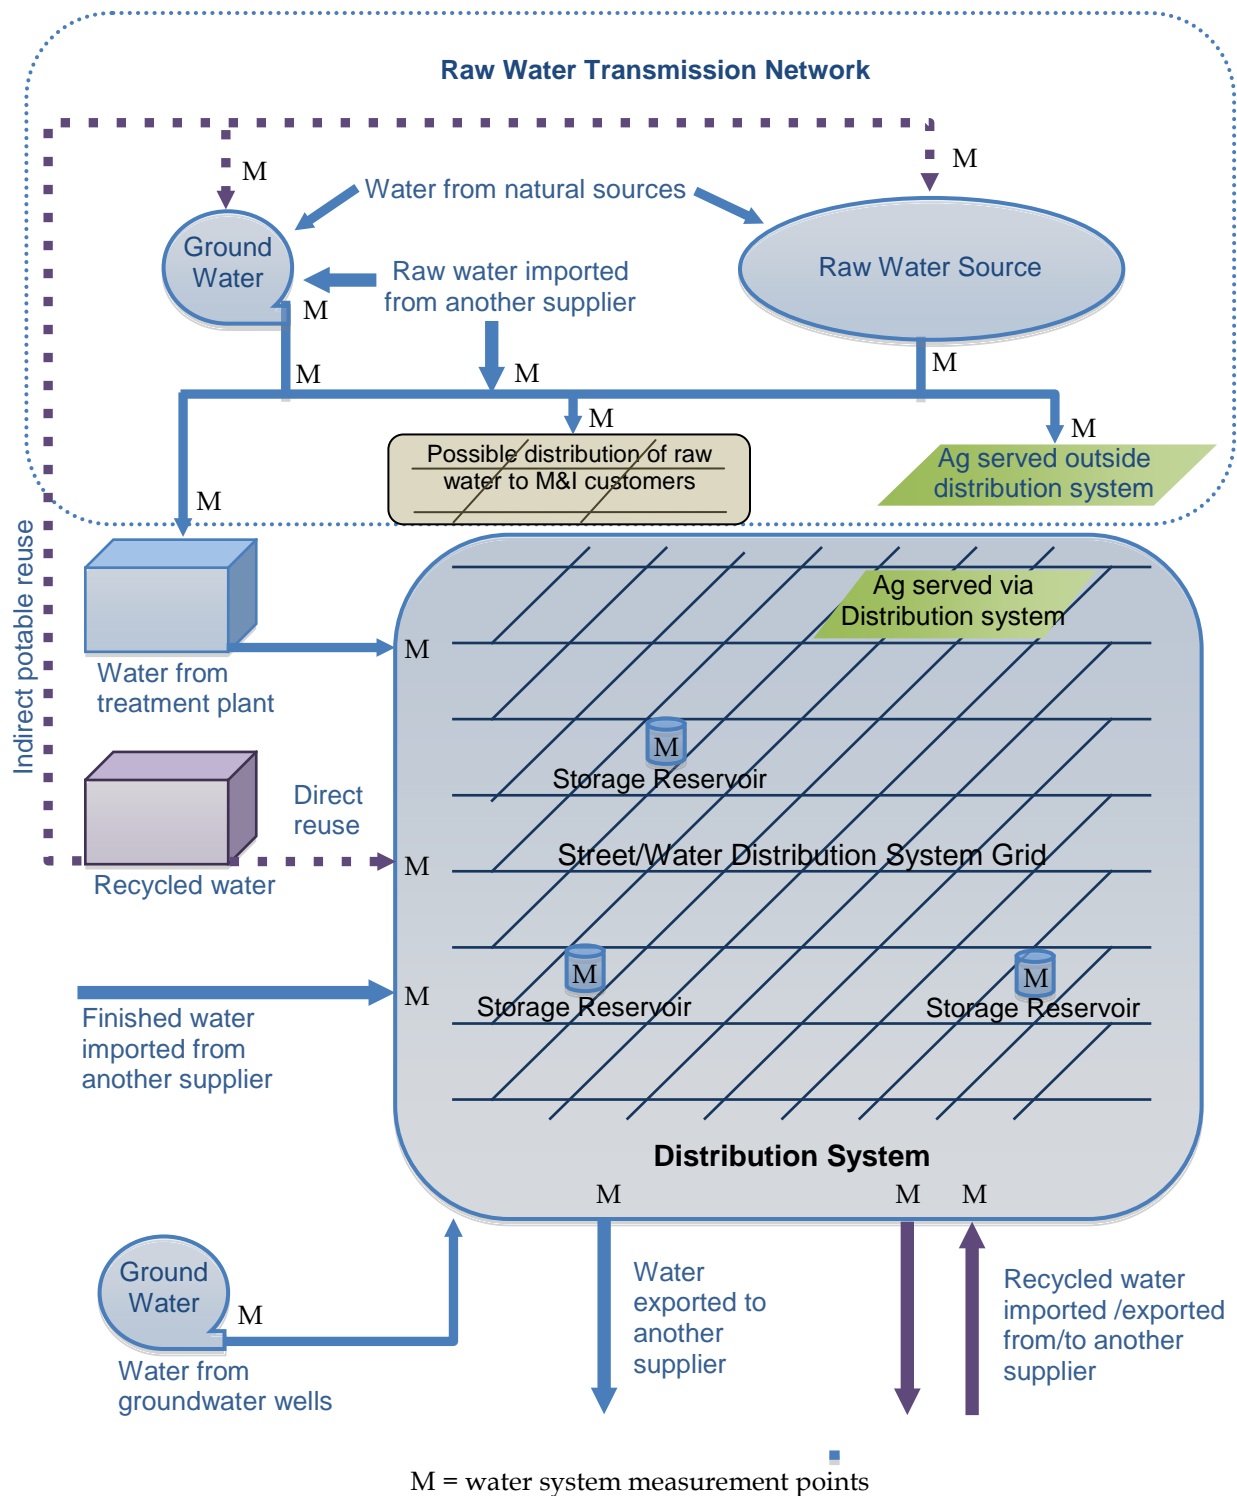 Raw Water Transmission Network
M
M
Water from natural sources
Ground
Water
Raw Water Source
Raw water imported
from another supplier
M
M
M
M
M
M
Possible distribution of raw
water to M&I customers
Ag served outside
distribution system
M
Indirect potable reuse
Ag served via
Distribution system
M
Water from
treatment plant
M
Storage Reservoir
Direct
reuse
Street/Water Distribution System Grid
M
Recycled water
M
M
M
Storage Reservoir
Storage Reservoir
Finished water
imported from
another supplier
Distribution System
M
M
M
Ground
Water
M
Water from
groundwater wells
Water
exported to
another
supplier
Recycled water
imported /exported
from/to another
supplier
M = water system measurement points